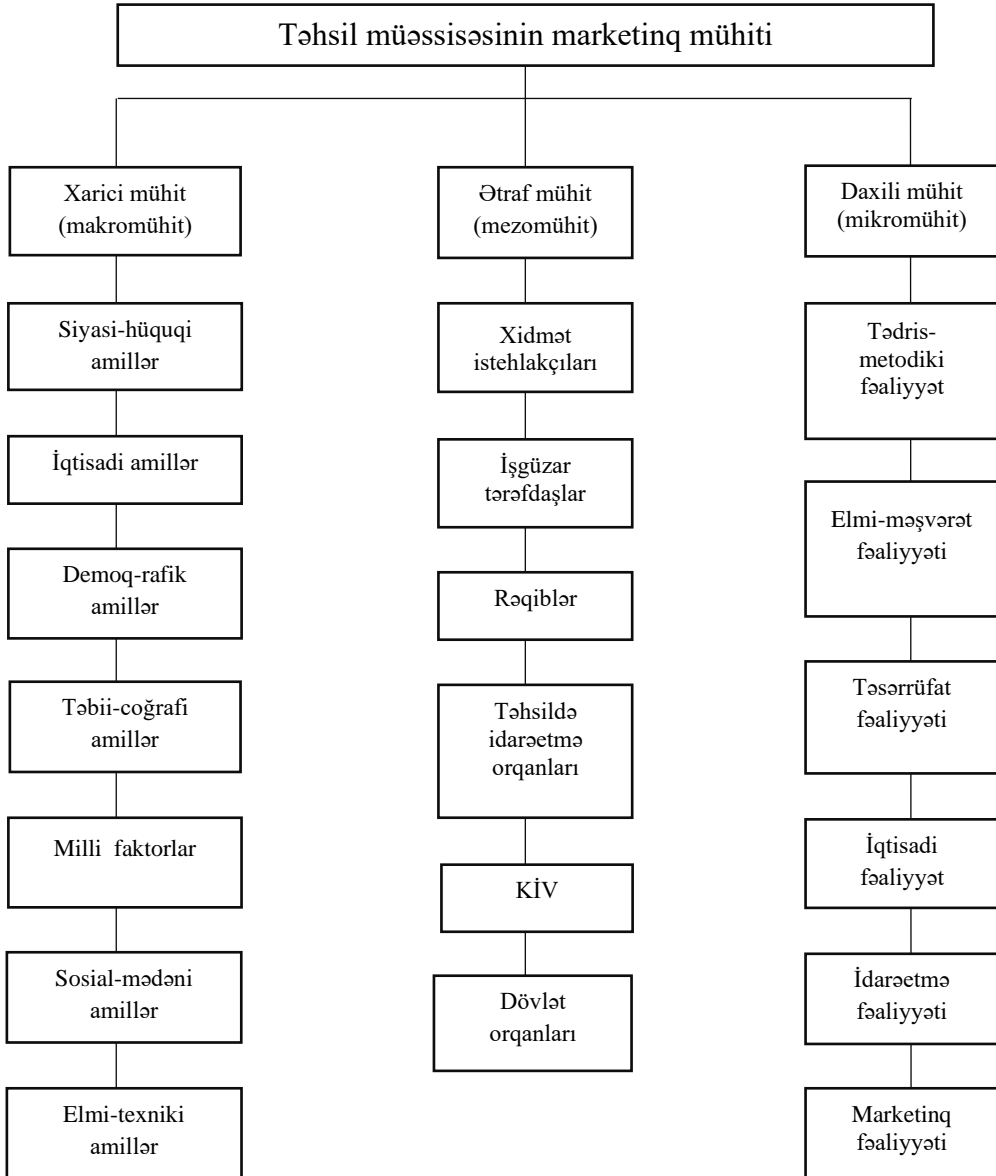 Təhsil müəssisəsinin marketinq mühiti
Xarici mühit
(makromühit)
Siyasi-hüquqi
amillər
İqtisadi amillər
Demoq-rafik
amillər
Təbii-coğrafi
amillər
Milli faktorlar
Sosial-mədəni
amillər
Elmi-texniki
amillər
Ətraf mühit
(mezomühit)
Xidmət
istehlakçıları
İşgüzar
tərəfdaşlar
Rəqiblər
Təhsildə
idarəetmə
orqanları
KİV
Dövlət
orqanları
Daxili mühit
(mikromühit)
Tədris-
metodiki
fəaliyyət
Elmi-məşvərət
fəaliyyəti
Təsərrüfat
fəaliyyəti
İqtisadi
fəaliyyət
İdarəetmə
fəaliyyəti
Marketinq
fəaliyyəti